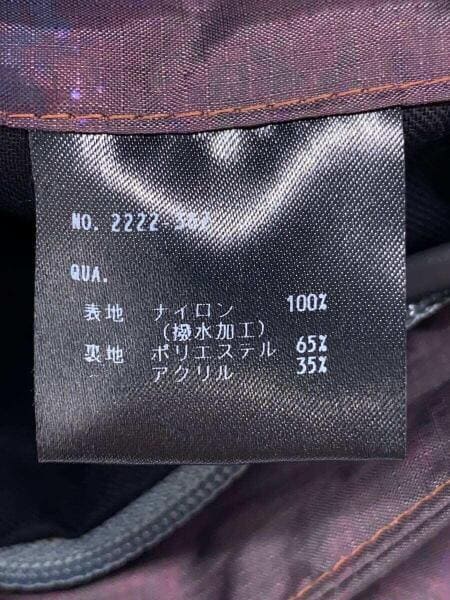 NO. 2222-382
QUA.
表地 ナイロン 100%
(撥水加工)
裏地 ポリエステル 65%
アクリル 35%